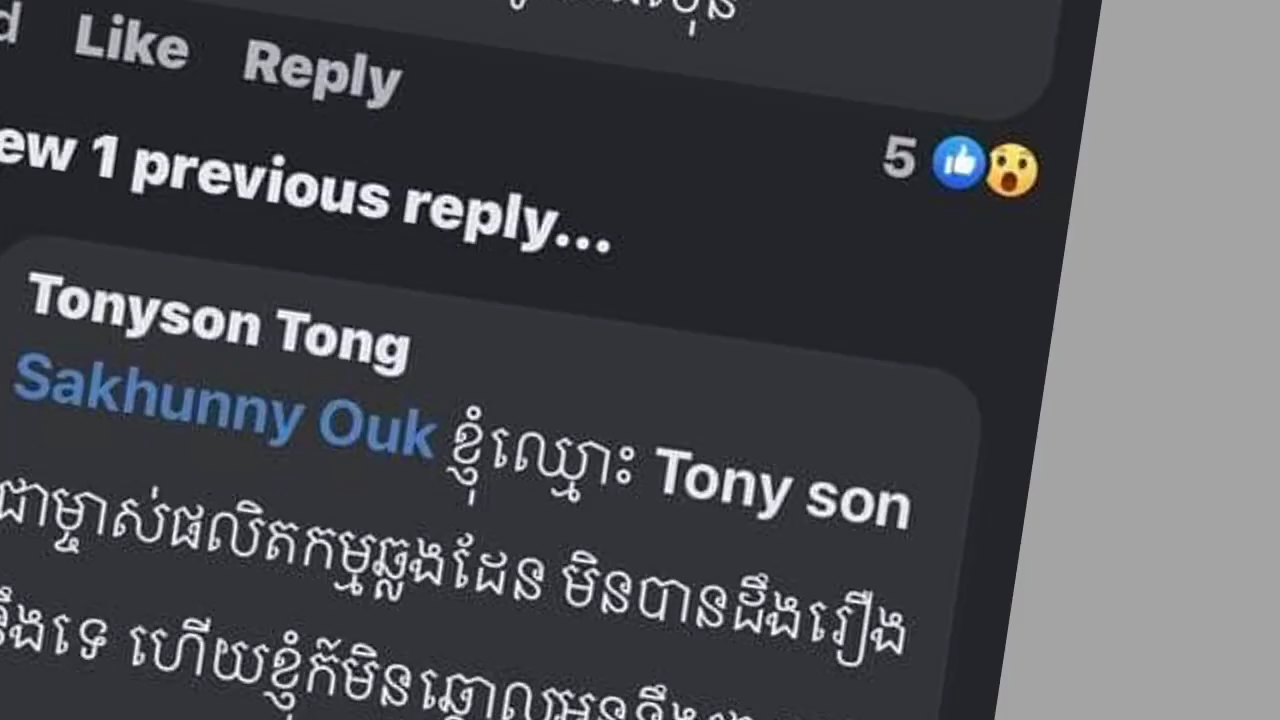 Like Reply
5
1 previous reply...
Tonyson Tong
Sakhunny Ouk ខ្ញុំឈ្មោះ Tony son
ជាម្ចាស់ផលិតកម្មឆ្លងដែន មិនបានដឹងរឿង
ទេ ហើយខ្ញុំក៏មិន